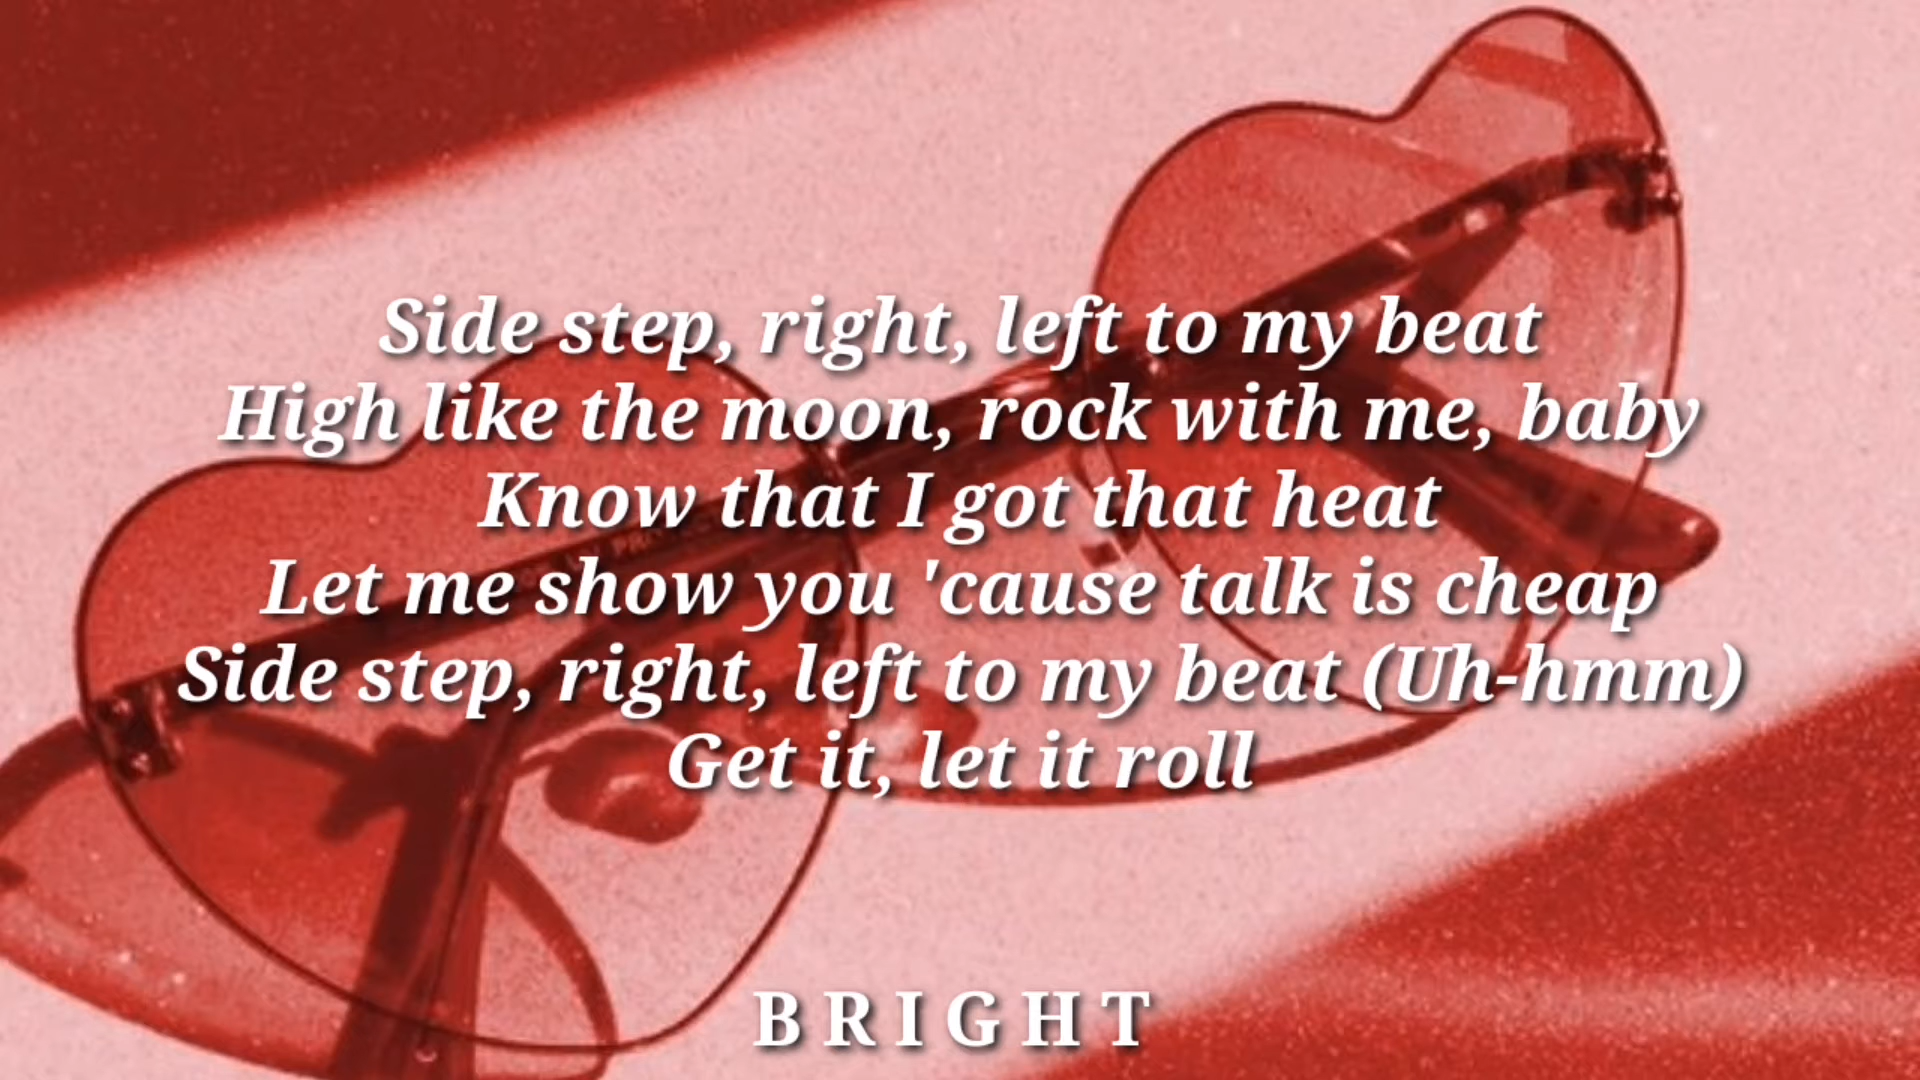 Side step, right, left to my beat
High like the moon, rock with me, baby
Know that I got that heat
Let me show you 'cause talk is cheap
Side step, right, left to my beat (Uh-hmm)
Get it, let it roll
BRIGHT